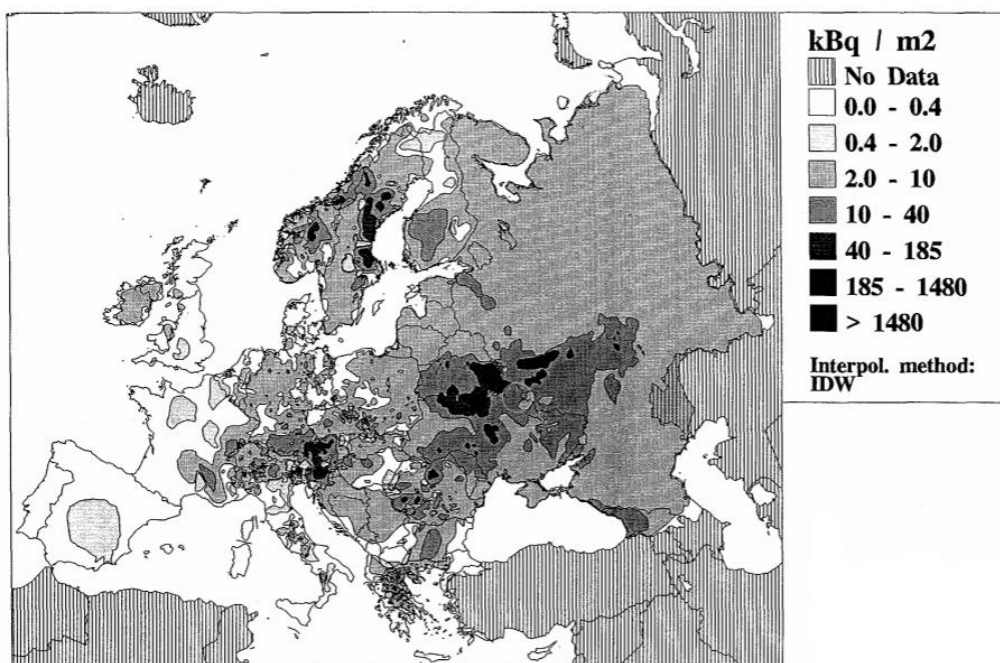 kBq / m2
No Data
0.0 - 0.4
0.4 - 2.0
2.0 - 10
10 - 40
40 - 185
185 - 1480
> 1480
Interpol. method:
IDW